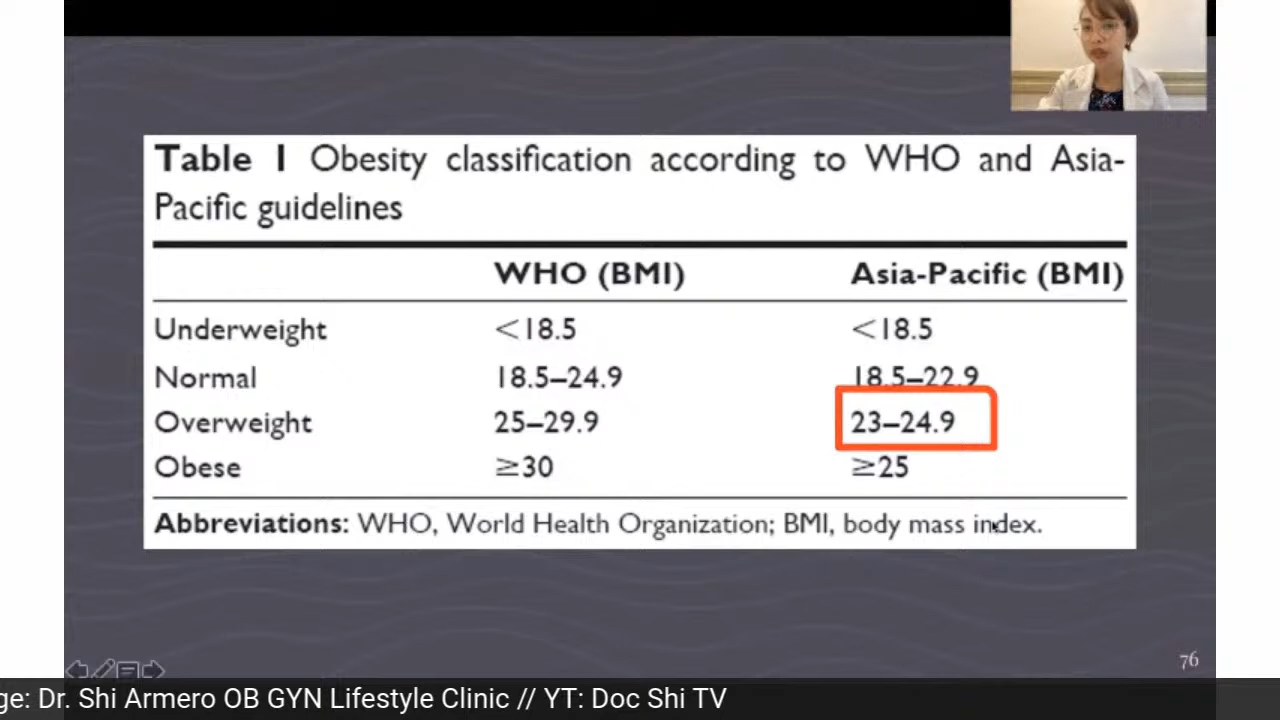 Table 1 Obesity classification according to WHO and Asia-
Pacific guidelines
WHO (BMI) Asia-Pacific (BMI)
Underweight <18.5 <18.5
Normal 18.5–24.9 18.5–22.9
Overweight 25–29.9 23–24.9
Obese ≥30 ≥25
Abbreviations: WHO, World Health Organization; BMI, body mass index.
76
ge: Dr. Shi Armero OB GYN Lifestyle Clinic // YT: Doc Shi TV